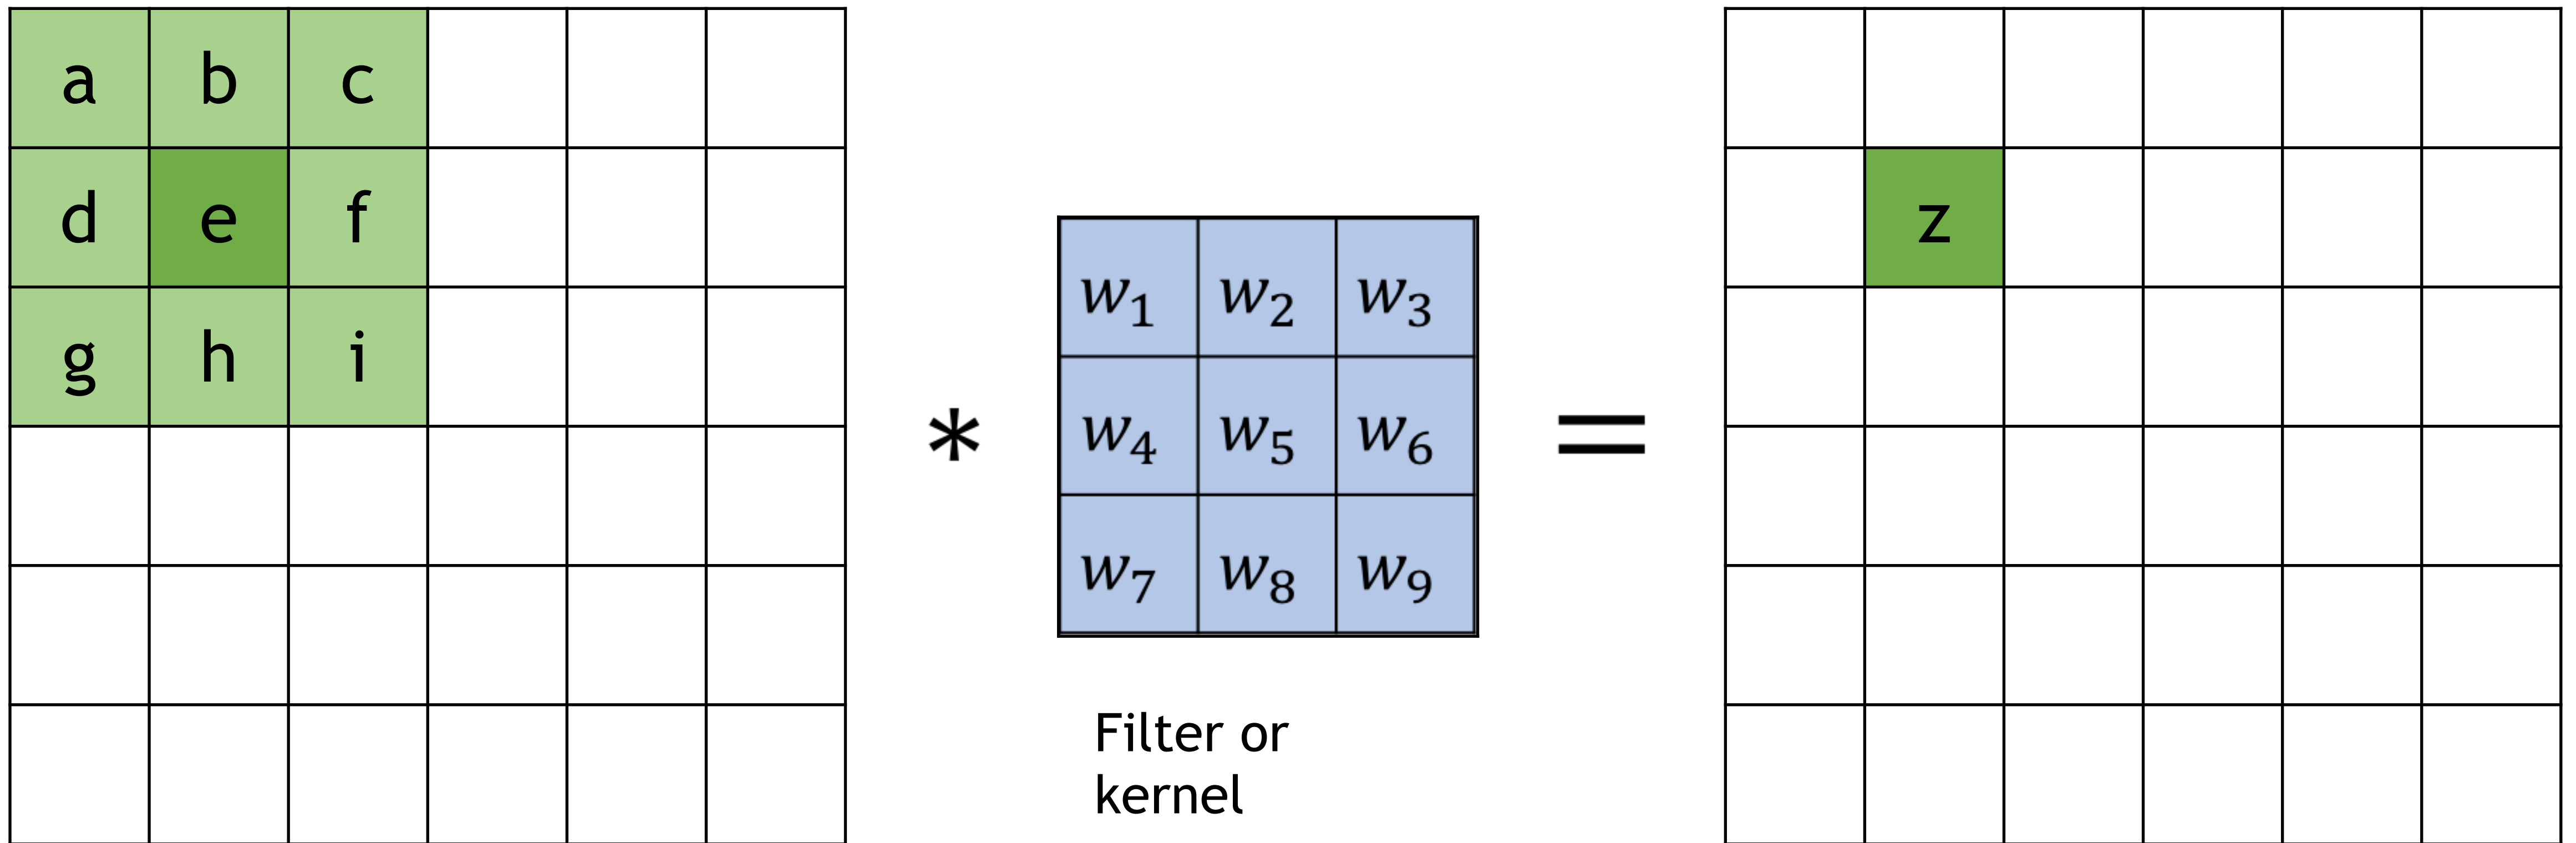 a b c
d e f
g h i
*
w₁ w₂ w₃
w₄ w₅ w₆
w₇ w₈ w₉
Filter or
kernel
=
z